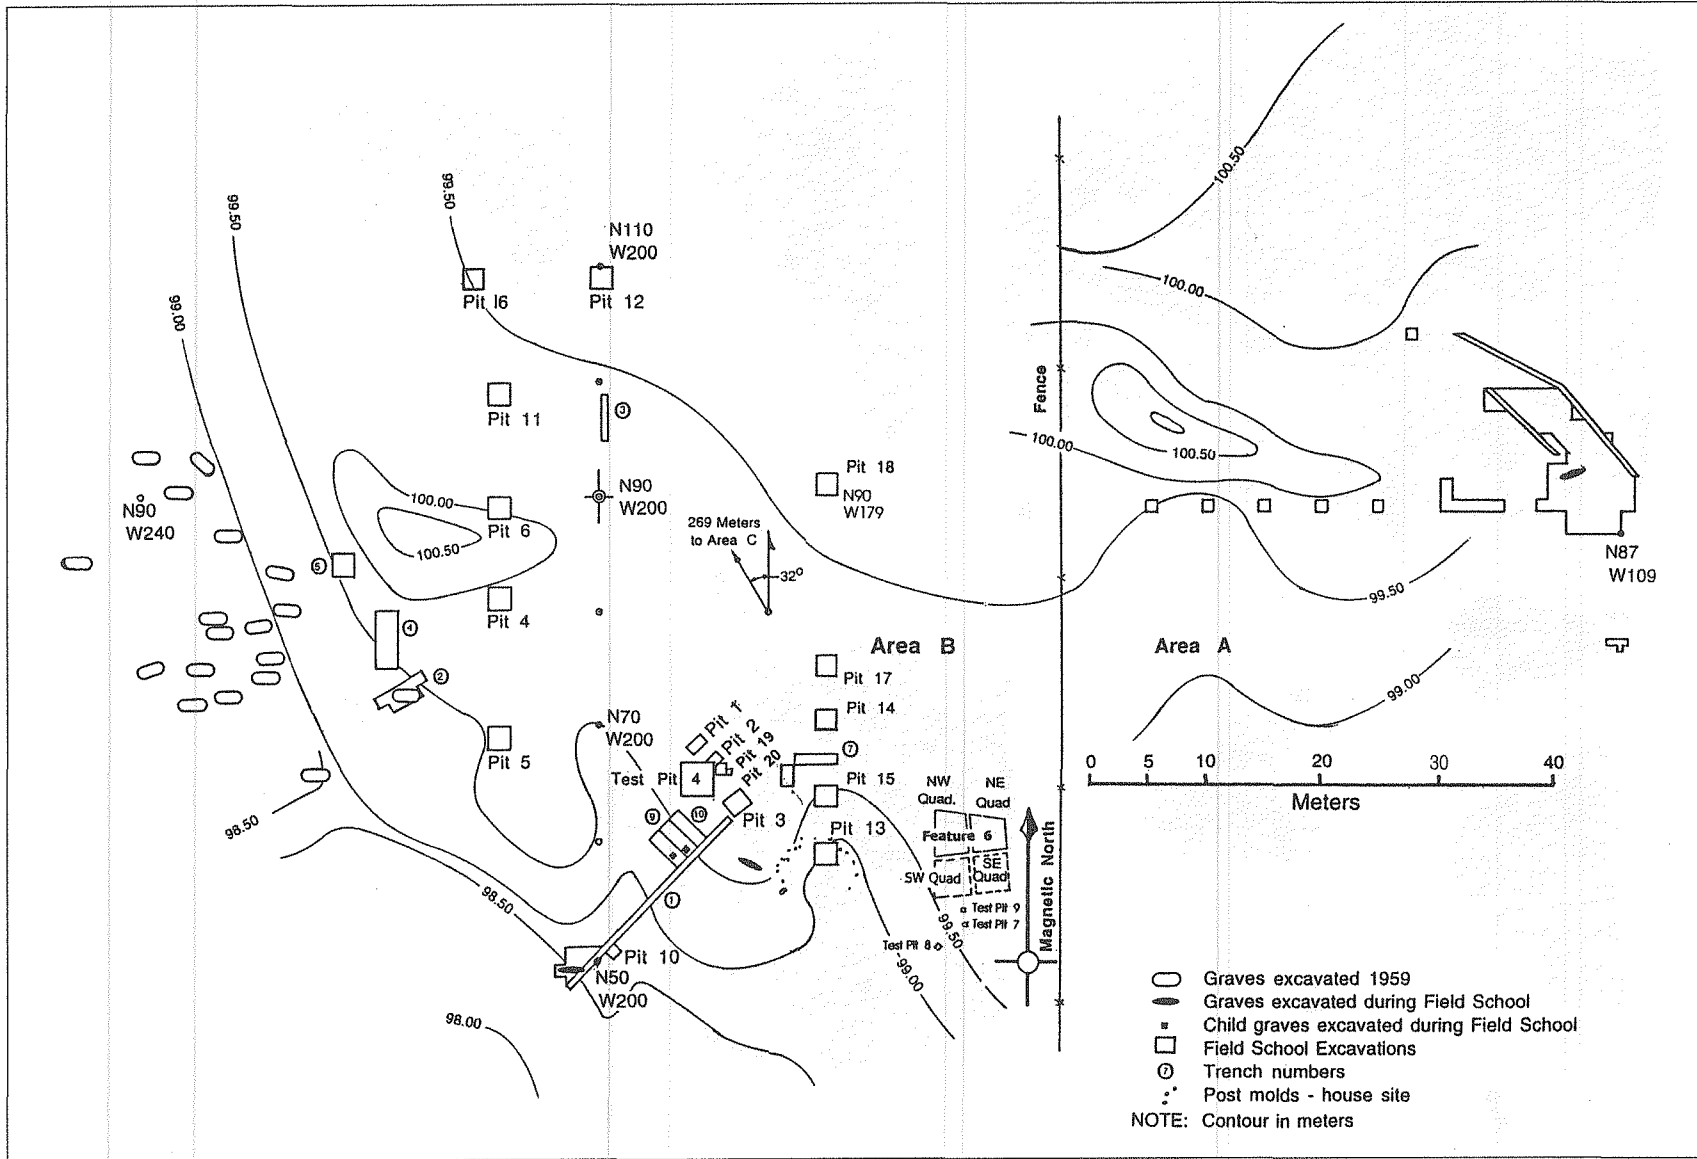 100.50
99.50
99.50
N110
W200
Pit I6
Pit 12
99.00
100.00
Fence
Pit 11
3
100.00
100.50
Pit 18
N90
W179
N90
W200
N90
W240
100.00
Pit 6
100.50
269 Meters
to Area C
32°
5
N87
W109
99.50
Pit 4
4
Area B
Area A
2
Pit 17
99.00
N70
W200
Pit 1
Pit 2
Pit 19
Pit 20
Pit 14
7
Pit 5
Test Pit 4
Pit 15
0 5 10 20 30 40
Meters
NW
Quad.
NE
Quad
9
10
Pit 3
Pit 13
Feature 6
98.50
SW Quad
SE
Quad
Magnetic North
1
98.50
Test Pit 9
Test Pit 7
Test Pit 8
99.50
99.00
Pit 10
N50
W200
98.00
Graves excavated 1959
Graves excavated during Field School
Child graves excavated during Field School
Field School Excavations
7 Trench numbers
Post molds - house site
NOTE: Contour in meters